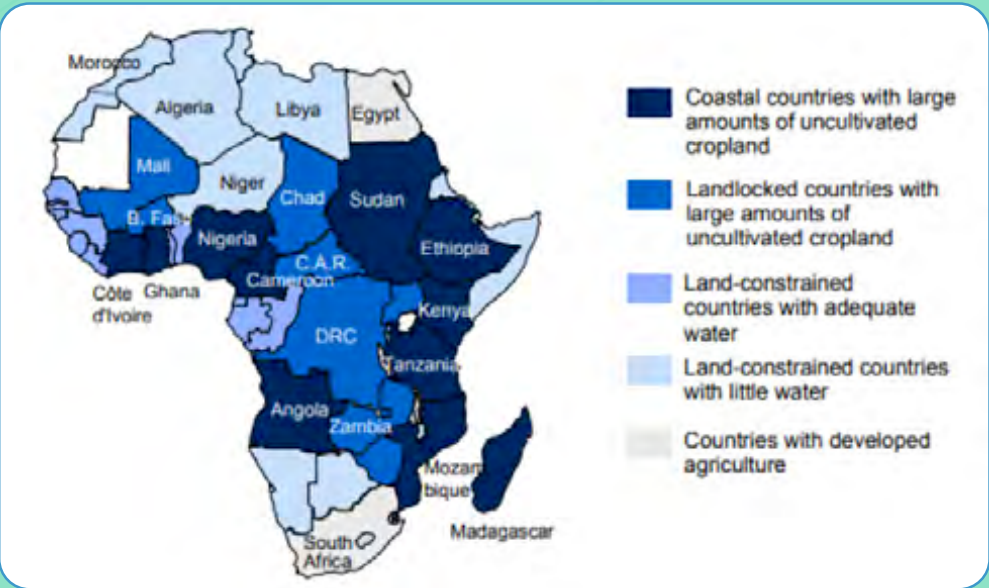 Morocco
Algeria
Libya
Egypt
Mali
Niger
Chad
Sudan
B. Fas
Nigeria
Ethiopia
C.A.R.
Cameroon
Côte
d'Ivoire
Ghana
Kenya
DRC
Tanzania
Angola
Zambia
Mozam
bique
Madagascar
South
Africa
Coastal countries with large
amounts of uncultivated
cropland
Landlocked countries with
large amounts of
uncultivated cropland
Land-constrained
countries with adequate
water
Land-constrained countries
with little water
Countries with developed
agriculture